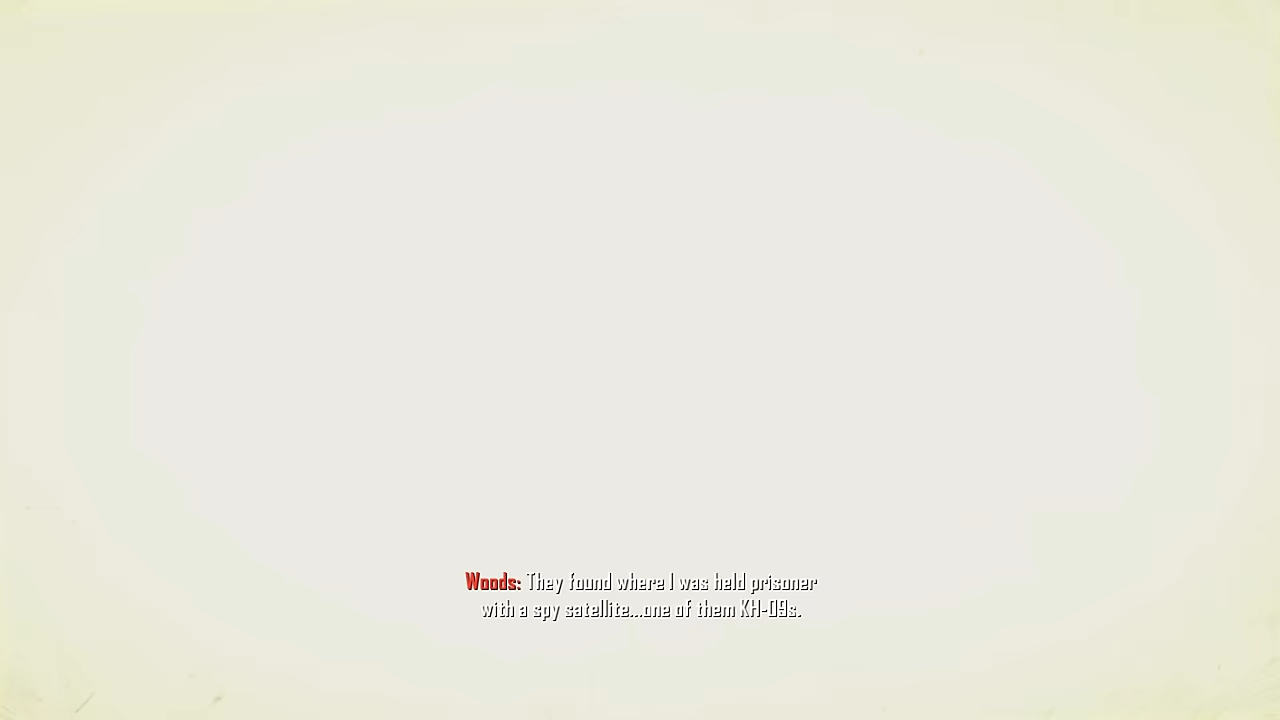 Woods: They found where I was held prisoner
with a spy satellite...one of them KH-09s.